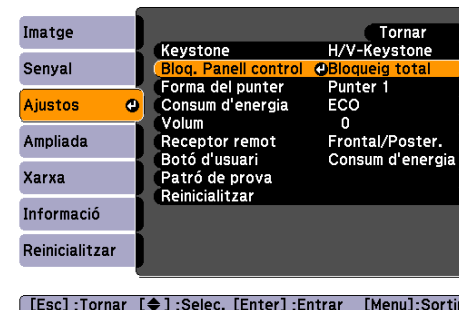 Imatge
Senyal
Ajustos
Ampliada
Xarxa
Informació
Reinicialitzar
Tornar
Keystone H/V-Keystone
Bloq. Panell control Bloqueig total
Forma del punter Punter 1
Consum d'energia ECO
Volum 0
Receptor remot Frontal/Poster.
Botó d'usuari Consum d'energia
Patró de prova
Reinicialitzar
[Esc] :Tornar [ ] :Selec. [Enter] :Entrar [Menu]:Sortir